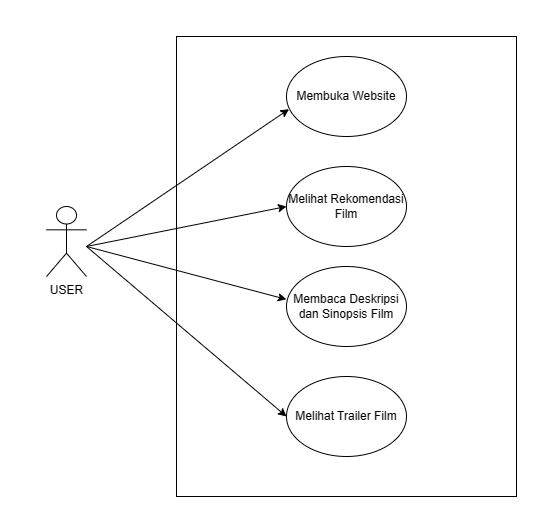 Membuka Website
Melihat Rekomendasi
Film
USER
Membaca Deskripsi
dan Sinopsis Film
Melihat Trailer Film